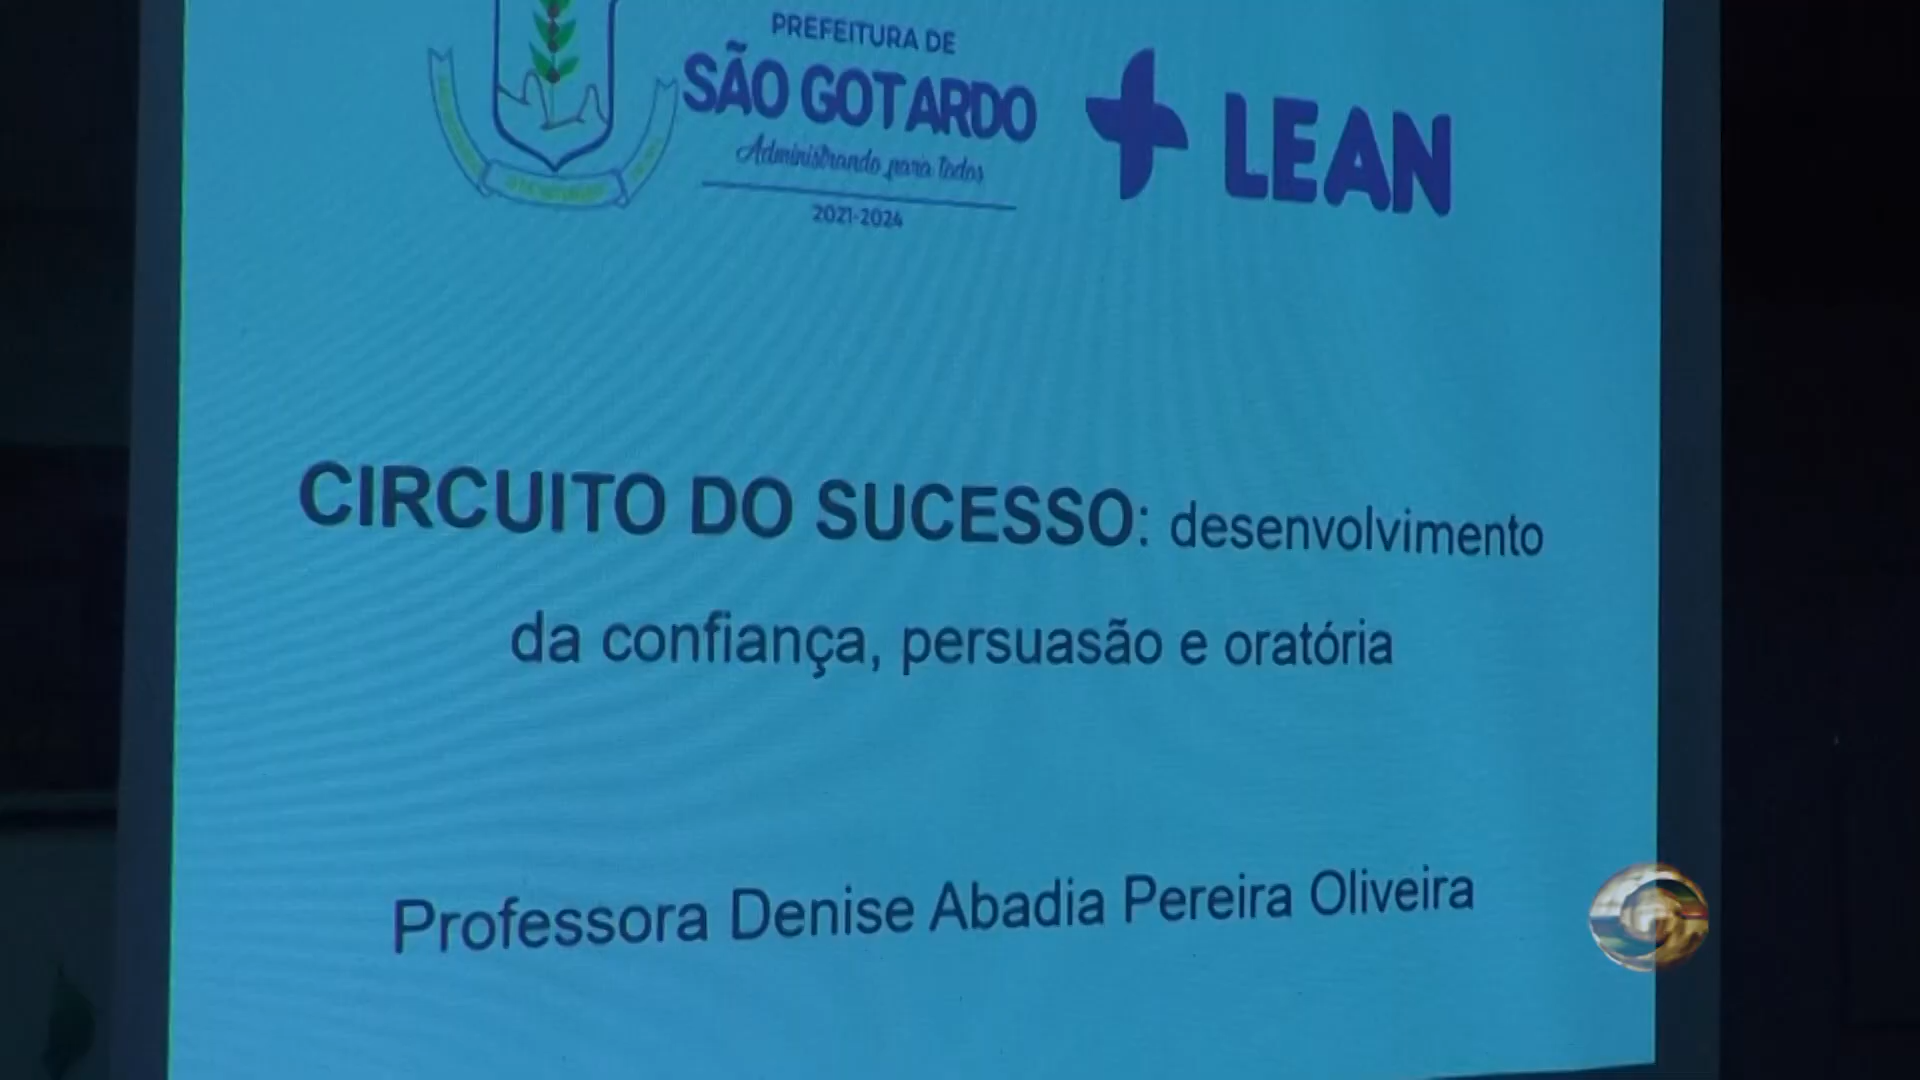 PREFEITURA DE
SÃO GOTARDO
Administrando para todos
2021-2024
LEAN
CIRCUITO DO SUCESSO: desenvolvimento
da confiança, persuasão e oratória
Professora Denise Abadia Pereira Oliveira